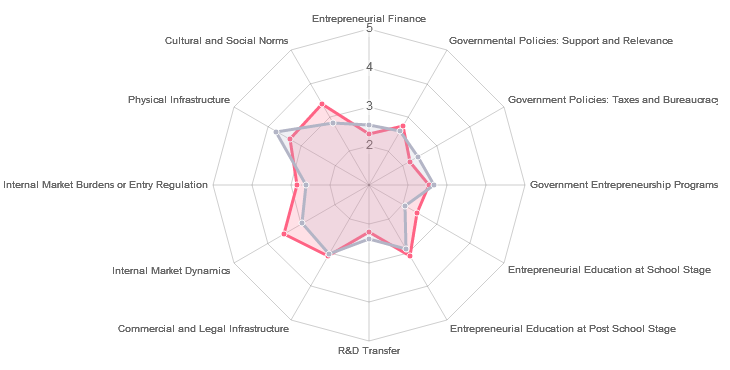 Entrepreneurial Finance
5
Cultural and Social Norms
Governmental Policies: Support and Relevance
4
Physical Infrastructure
Government Policies: Taxes and Bureaucracy
3
2
Internal Market Burdens or Entry Regulation
Government Entrepreneurship Programs
Internal Market Dynamics
Entrepreneurial Education at School Stage
Commercial and Legal Infrastructure
Entrepreneurial Education at Post School Stage
R&D Transfer